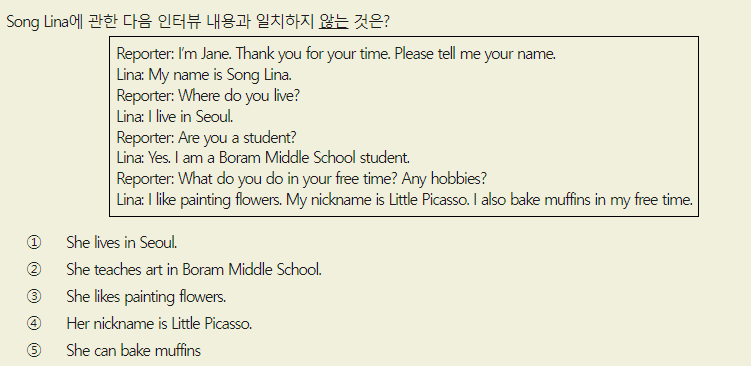 Song Lina에 관한 다음 인터뷰 내용과 일치하지 않는 것은?
Reporter: I'm Jane. Thank you for your time. Please tell me your name.
Lina: My name is Song Lina.
Reporter: Where do you live?
Lina: I live in Seoul.
Reporter: Are you a student?
Lina: Yes. I am a Boram Middle School student.
Reporter: What do you do in your free time? Any hobbies?
Lina: I like painting flowers. My nickname is Little Picasso. I also bake muffins in my free time.
① She lives in Seoul.
② She teaches art in Boram Middle School.
③ She likes painting flowers.
④ Her nickname is Little Picasso.
⑤ She can bake muffins